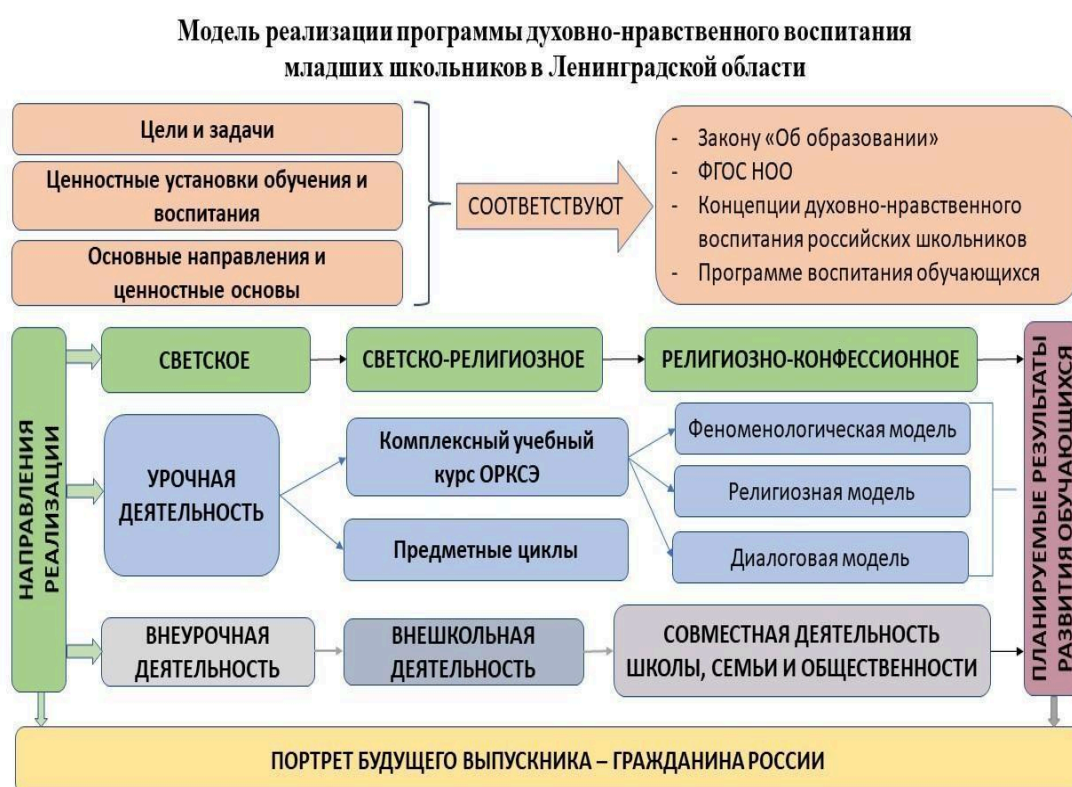 Модель реализации программы духовно-нравственного воспитания
младших школьников в Ленинградской области
Цели и задачи
Ценностные установки обучения и
воспитания
Основные направления и
ценностные основы
СООТВЕТСТВУЮТ
- Закону «Об образовании»
- ФГОС НОО
- Концепции духовно-нравственного
воспитания российских школьников
- Программе воспитания обучающихся
НАПРАВЛЕНИЯ
РЕАЛИЗАЦИИ
СВЕТСКОЕ
СВЕТСКО-РЕЛИГИОЗНОЕ
РЕЛИГИОЗНО-КОНФЕССИОННОЕ
УРОЧНАЯ
ДЕЯТЕЛЬНОСТЬ
Комплексный учебный
курс ОРКСЭ
Предметные циклы
Феноменологическая модель
Религиозная модель
Диалоговая модель
ВНЕУРОЧНАЯ
ДЕЯТЕЛЬНОСТЬ
ВНЕШКОЛЬНАЯ
ДЕЯТЕЛЬНОСТЬ
СОВМЕСТНАЯ ДЕЯТЕЛЬНОСТЬ
ШКОЛЫ, СЕМЬИ И ОБЩЕСТВЕННОСТИ
ПЛАНИРУЕМЫЕ РЕЗУЛЬТАТЫ
РАЗВИТИЯ ОБУЧАЮЩИХСЯ
ПОРТРЕТ БУДУЩЕГО ВЫПУСКНИКА – ГРАЖДАНИНА РОССИИ